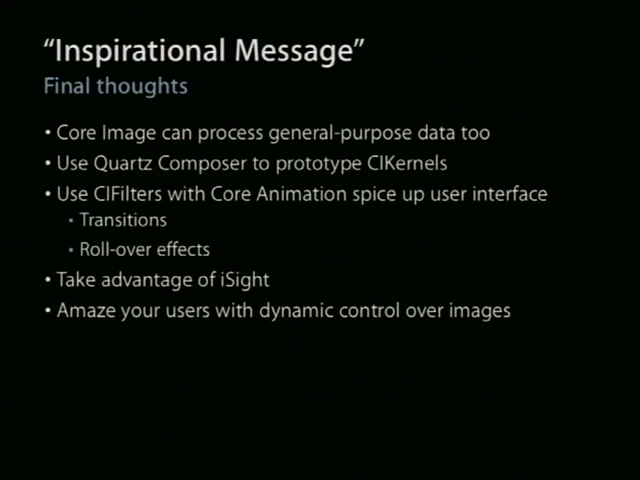 “Inspirational Message”
Final thoughts
• Core Image can process general-purpose data too
• Use Quartz Composer to prototype CIKernels
• Use CIFilters with Core Animation spice up user interface
▪ Transitions
▪ Roll-over effects
• Take advantage of iSight
• Amaze your users with dynamic control over images